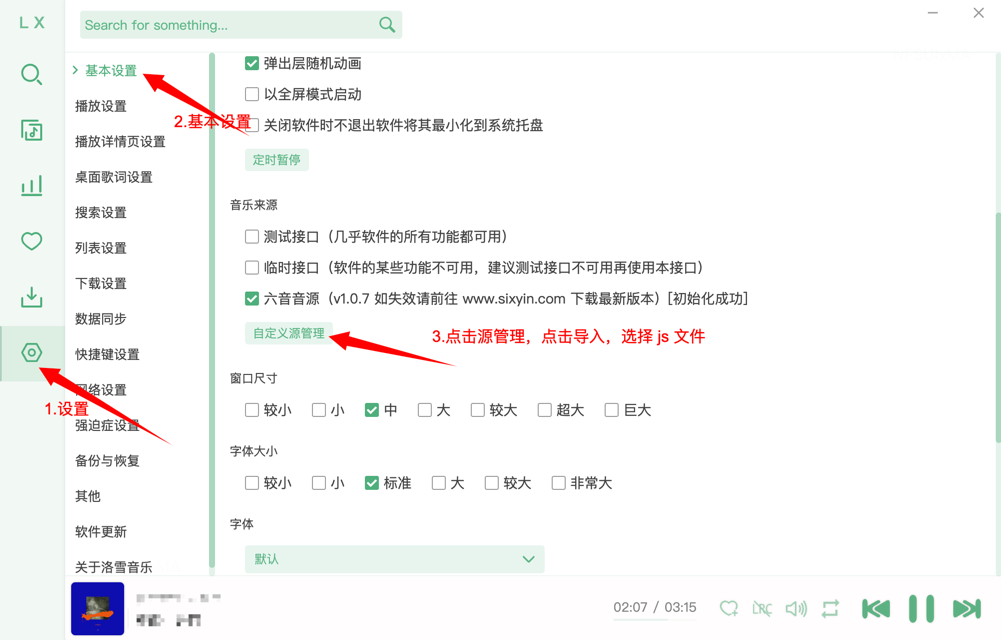 LX
Search for something...
基本设置
播放设置
播放详情页设置
桌面歌词设置
搜索设置
列表设置
下载设置
数据同步
快捷键设置
网络设置
强迫症设置
备份与恢复
其他
软件更新
关于洛雪音乐
1.设置
2.基本设置
弹出层随机动画
以全屏模式启动
关闭软件时不退出软件将其最小化到系统托盘
定时暂停
音乐来源
测试接口（几乎软件的所有功能都可用）
临时接口（软件的某些功能不可用，建议测试接口不可用再使用本接口）
六音音源（v1.0.7 如失效请前往 www.sixyin.com 下载最新版本）[初始化成功]
自定义源管理
3.点击源管理，点击导入，选择 js 文件
窗口尺寸
较小 小 中 大 较大 超大 巨大
字体大小
较小 小 标准 大 较大 非常大
字体
默认
02:07 / 03:15
LRC